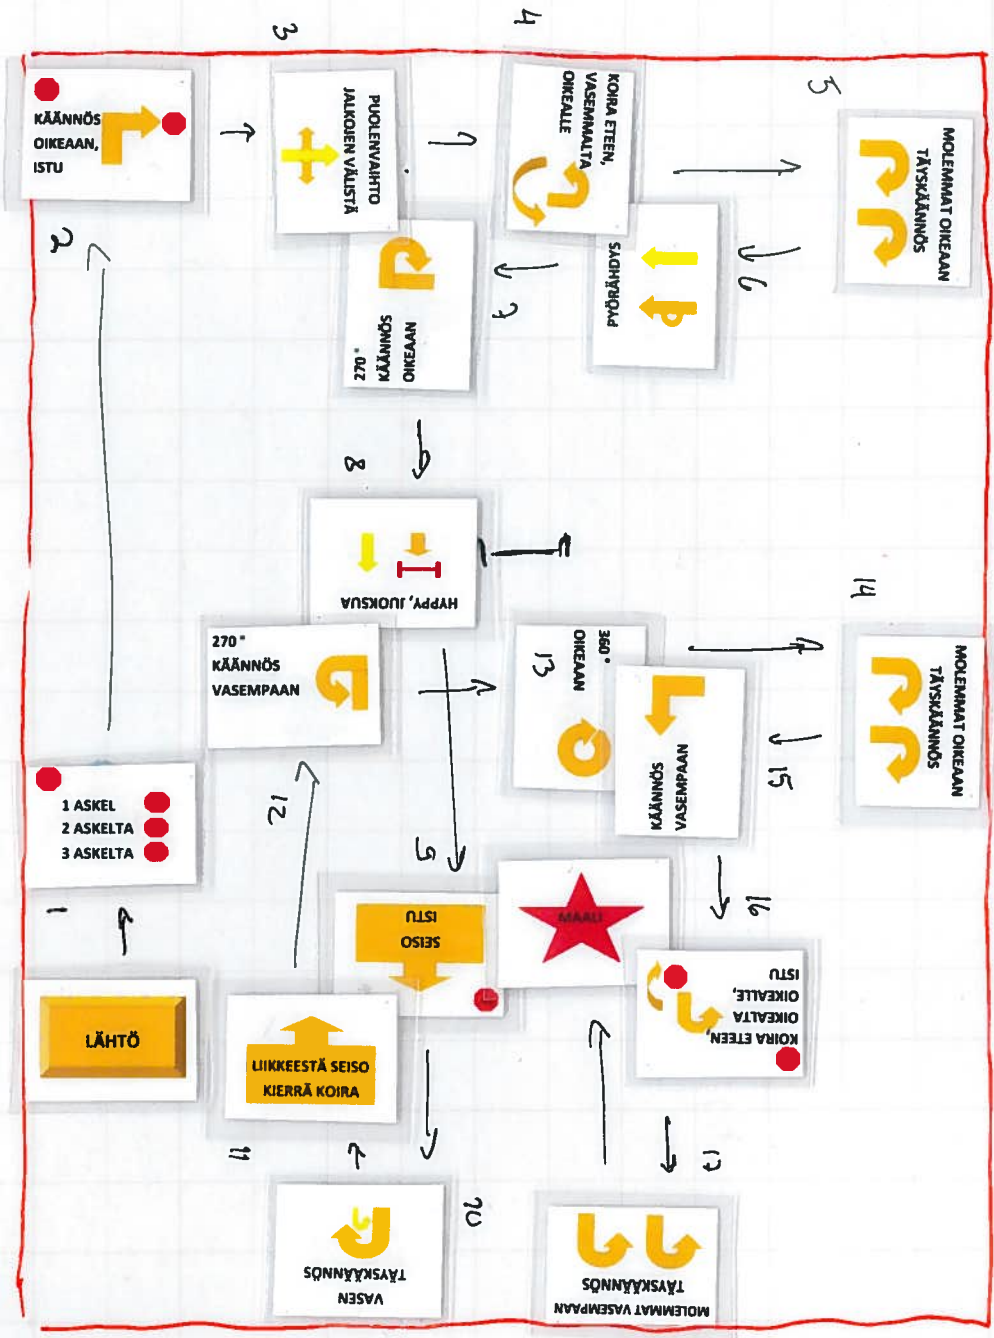 LÄHTÖ
1
1 ASKEL
2 ASKELTA
3 ASKELTA
2
KÄÄNNÖS
OIKEAAN,
ISTU
3
PUOLENVAIHTO
JALKOJEN VÄLISTÄ
4
KOIRA ETEEN,
VASEMMALTA
OIKEALLE
5
MOLEMMAT OIKEAAN
TÄYSKÄÄNNÖS
6
PYÖRÄHDYS
7
270°
KÄÄNNÖS
OIKEAAN
8
HYPPY, JUOKSUA
9
SEISO
ISTU
10
VASEN
TÄYSKÄÄNNÖS
11
LIIKKEESTÄ SEISO
KIERRÄ KOIRA
12
270°
KÄÄNNÖS
VASEMPAAN
13
360°
OIKEAAN
14
MOLEMMAT OIKEAAN
TÄYSKÄÄNNÖS
15
KÄÄNNÖS
VASEMPAAN
16
KOIRA ETEEN,
OIKEALTA
OIKEALLE,
ISTU
17
MOLEMMAT VASEMPAAN
TÄYSKÄÄNNÖS
MAALI